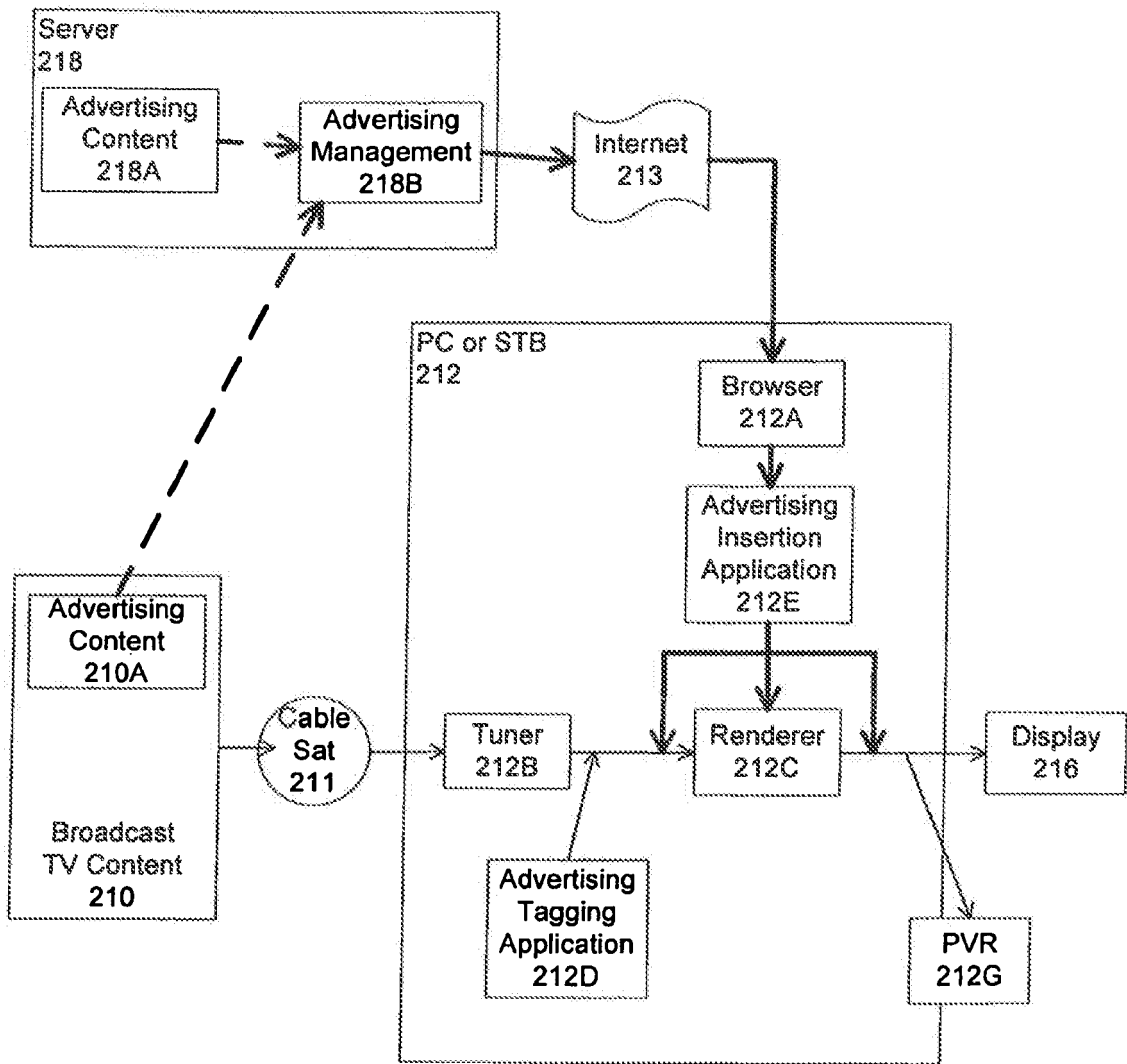 Server
218
Advertising
Content
218A
Advertising
Management
218B
Internet
213
PC or STB
212
Browser
212A
Advertising
Insertion
Application
212E
Advertising
Content
210A
Broadcast
TV Content
210
Cable
Sat
211
Tuner
212B
Renderer
212C
Display
216
Advertising
Tagging
Application
212D
PVR
212G